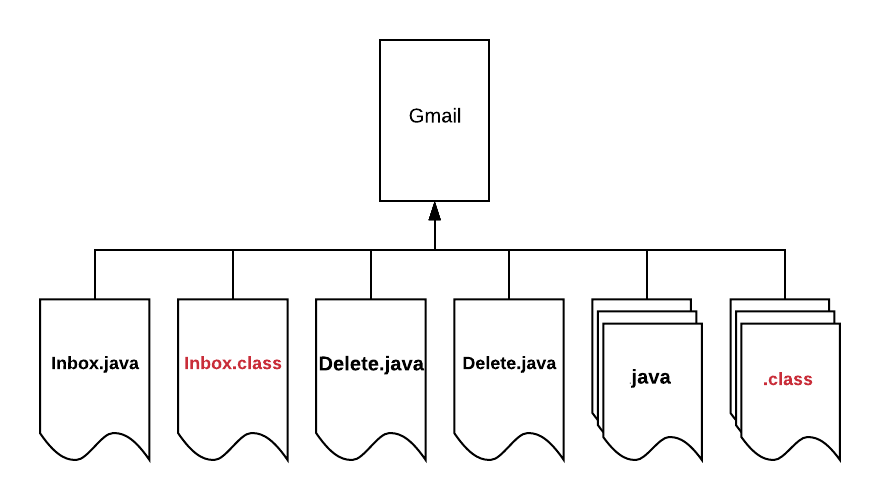 Gmail
Inbox.java
Inbox.class
Delete.java
Delete.java
java
.class